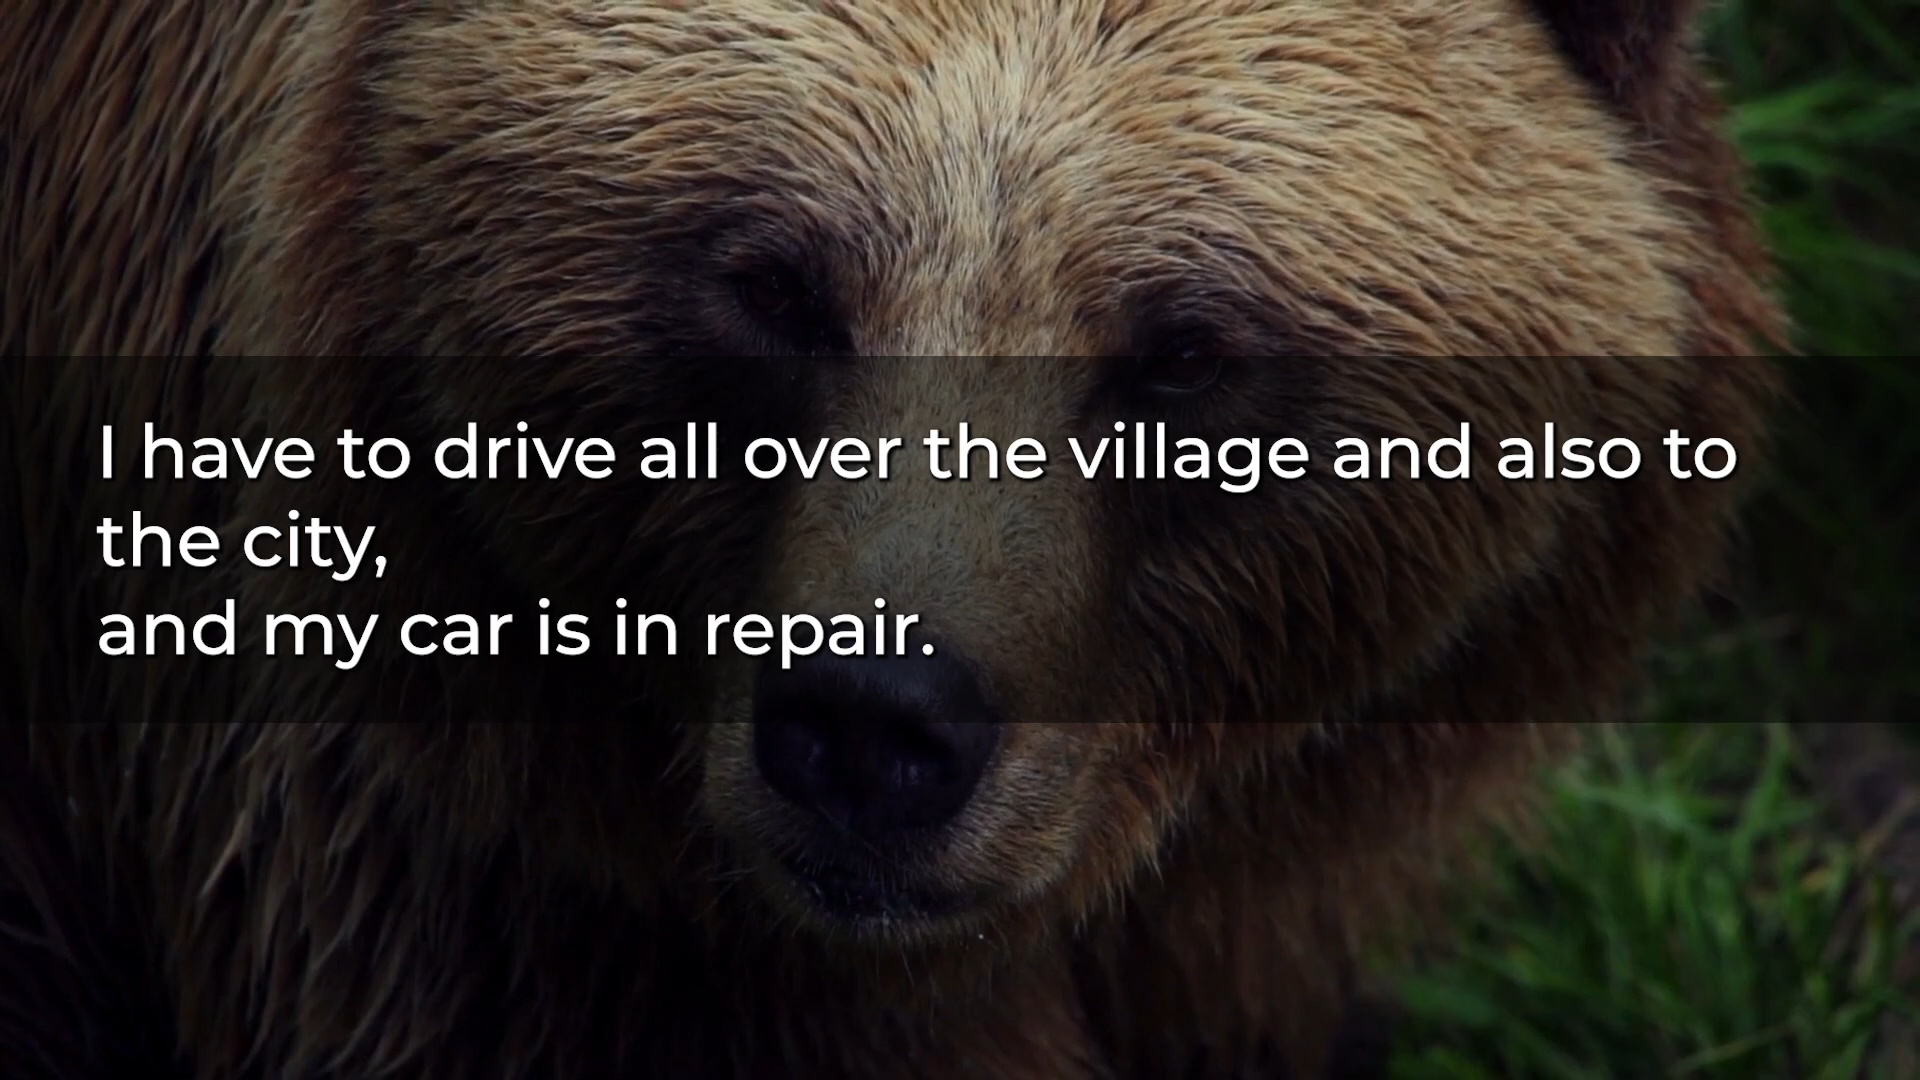 I have to drive all over the village and also to
the city,
and my car is in repair.